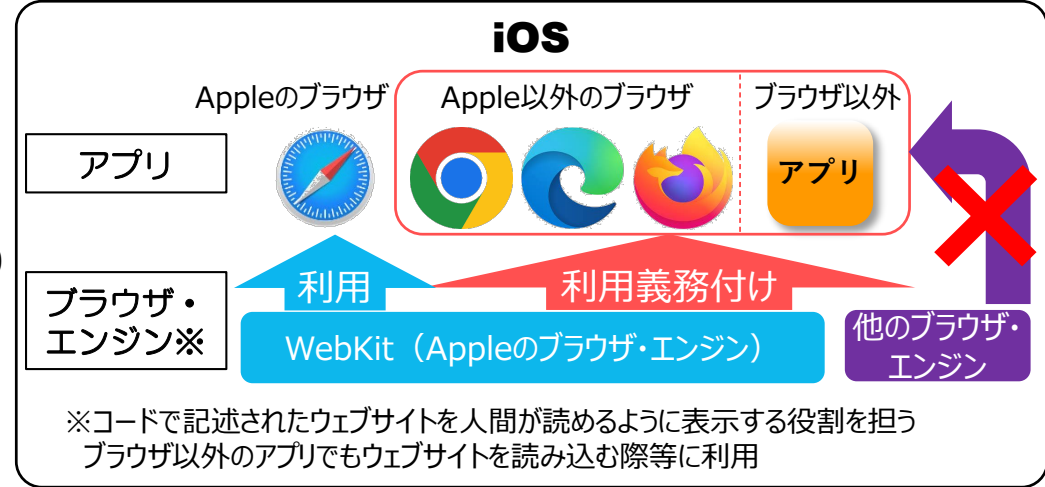 iOS
Appleのブラウザ
Apple以外のブラウザ
ブラウザ以外
アプリ
アプリ
利用
利用義務付け
ブラウザ・
エンジン※
WebKit（Appleのブラウザ・エンジン）
他のブラウザ・
エンジン
※コードで記述されたウェブサイトを人間が読めるように表示する役割を担う
ブラウザ以外のアプリでもウェブサイトを読み込む際等に利用